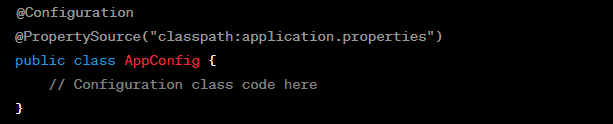 @Configuration
@PropertySource("classpath:application.properties")
public class AppConfig {
    // Configuration class code here
}